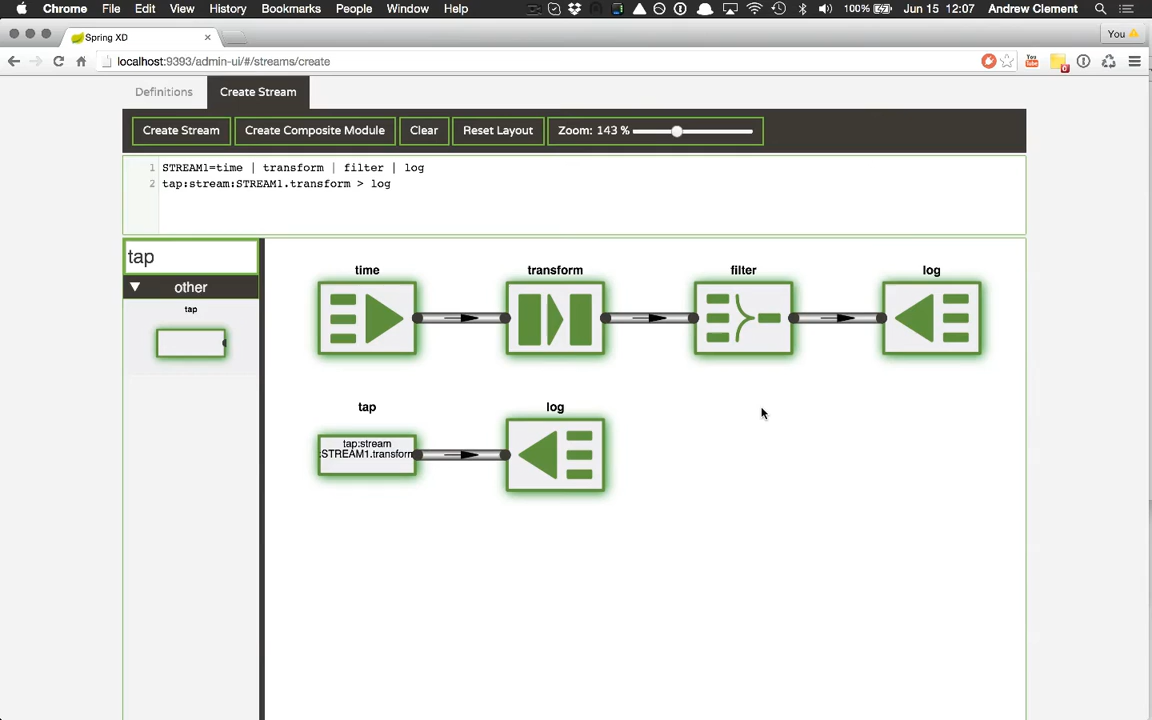 Chrome File Edit View History Bookmarks People Window Help 100% Jun 15 12:07 Andrew Clement
Spring XD You
localhost:9393/admin-ui/#/streams/create
Definitions Create Stream
Create Stream Create Composite Module Clear Reset Layout Zoom: 143 %
1 STREAM1=time | transform | filter | log
2 tap:stream:STREAM1.transform > log
tap
other
tap
time transform filter log
tap log
tap:stream
:STREAM1.transform